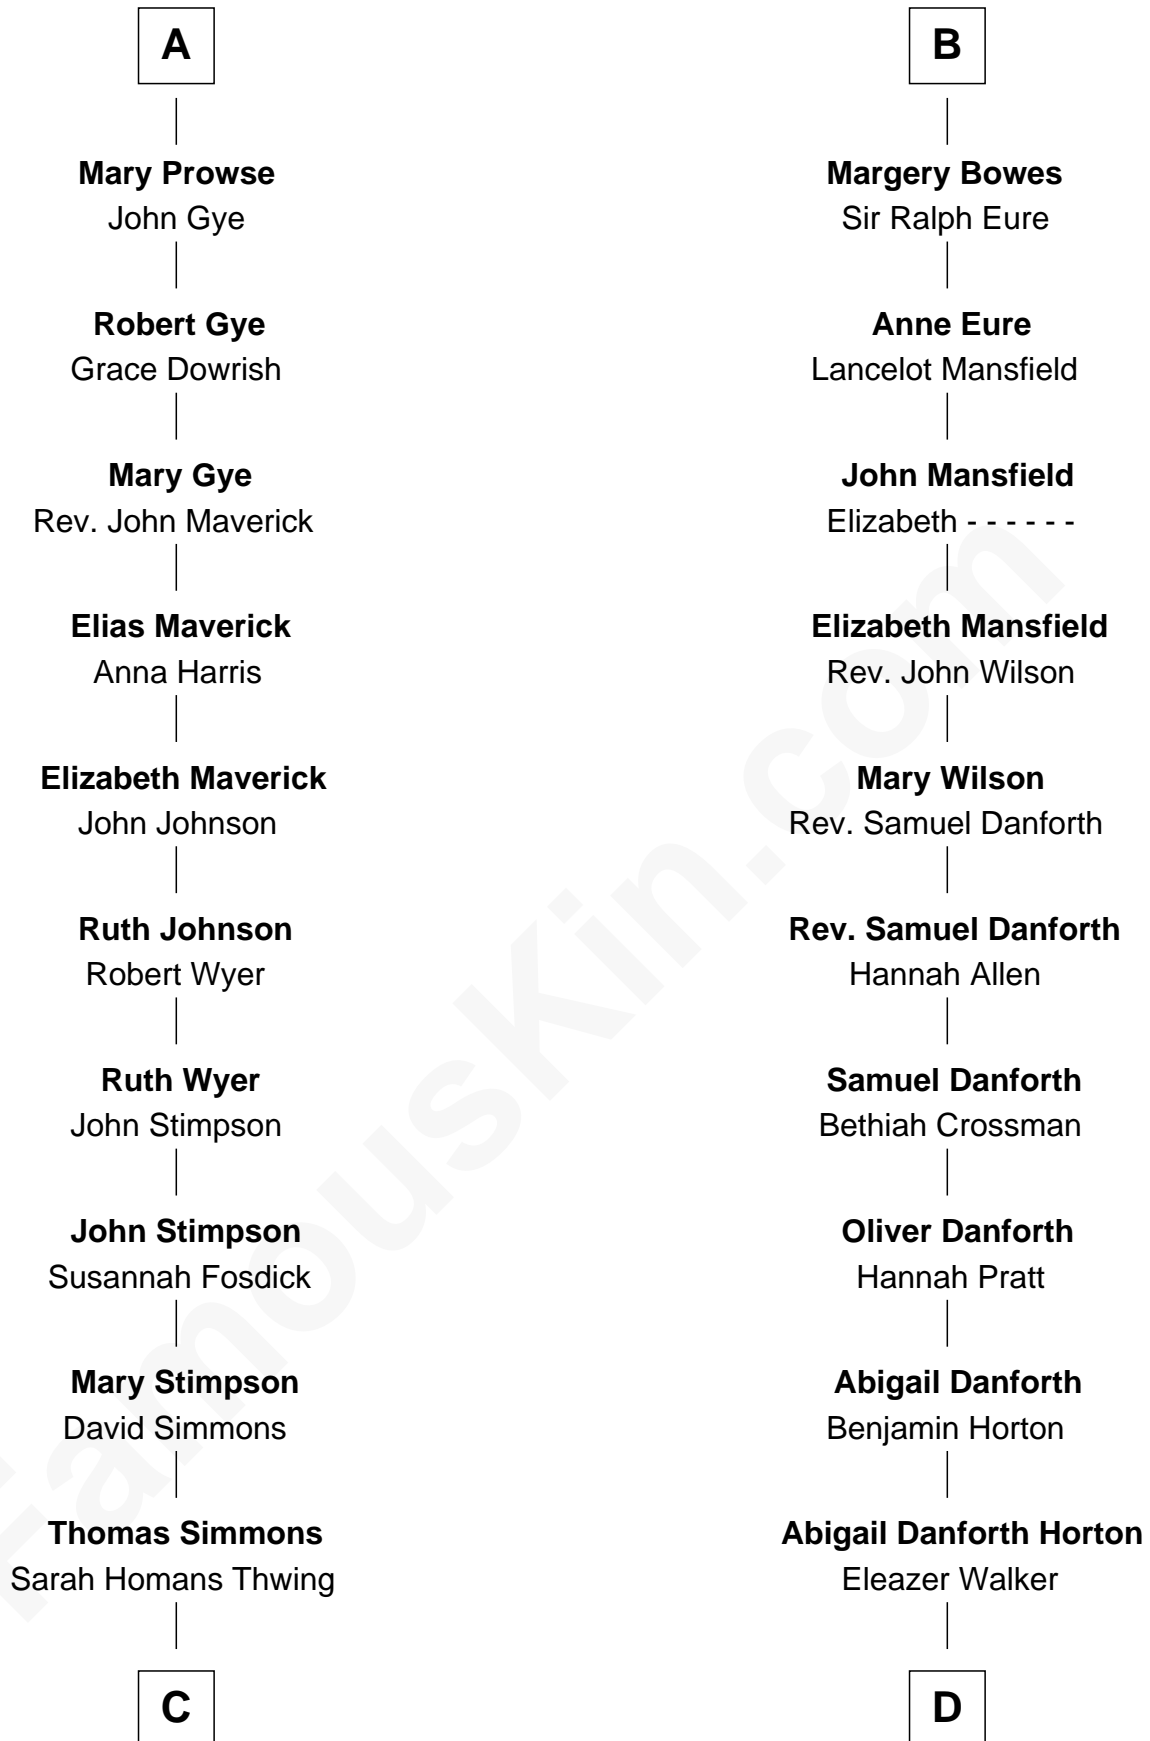 A
Mary Prowse
John Gye
Robert Gye
Grace Dowrish
Mary Gye
Rev. John Maverick
Elias Maverick
Anna Harris
Elizabeth Maverick
John Johnson
Ruth Johnson
Robert Wyer
Ruth Wyer
John Stimpson
John Stimpson
Susannah Fosdick
Mary Stimpson
David Simmons
Thomas Simmons
Sarah Homans Thwing
C
B
Margery Bowes
Sir Ralph Eure
Anne Eure
Lancelot Mansfield
John Mansfield
Elizabeth - - - - - -
Elizabeth Mansfield
Rev. John Wilson
Mary Wilson
Rev. Samuel Danforth
Rev. Samuel Danforth
Hannah Allen
Samuel Danforth
Bethiah Crossman
Oliver Danforth
Hannah Pratt
Abigail Danforth
Benjamin Horton
Abigail Danforth Horton
Eleazer Walker
D
FamousKin.com